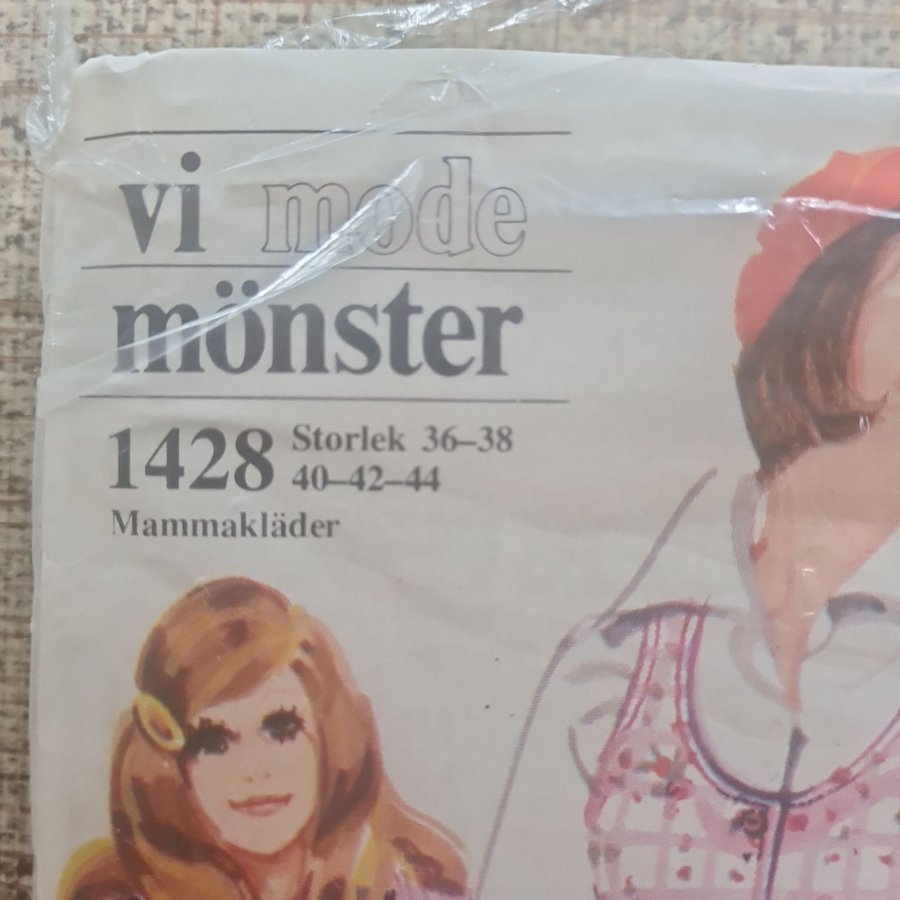 vi mode
mönster
1428 Storlek 36–38
40–42–44
Mammakläder